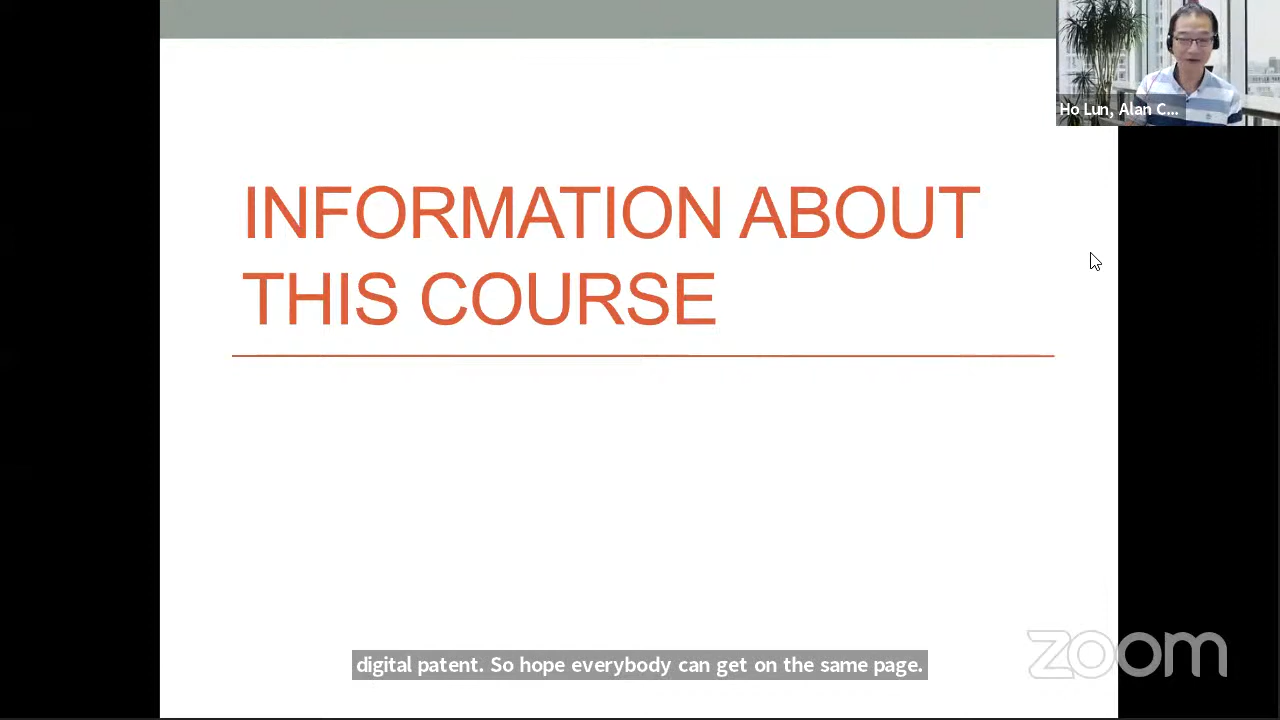 Ho Lun, Alan C...
INFORMATION ABOUT
THIS COURSE
digital patent. So hope everybody can get on the same page.
zoom